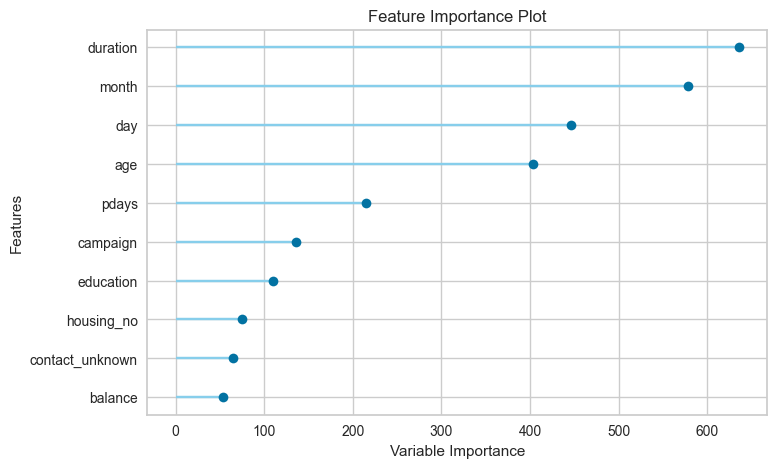 Feature Importance Plot
duration
month
day
age
pdays
campaign
education
housing_no
contact_unknown
balance
Features
0 100 200 300 400 500 600
Variable Importance